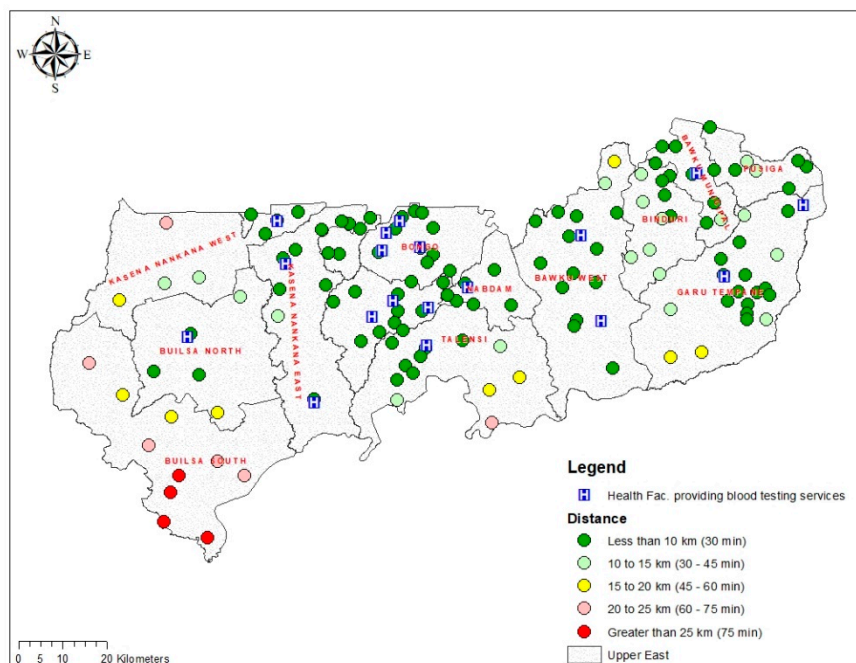 N
W E
S
BAWKU MUNICIPAL
PUSIGA
BINDURI
KASENA NANKANA WEST
BONGO
KASENA NANKANA EAST
BAWKU WEST
NABDAM
GARU TEMPANE
TALENSI
BUILSA NORTH
BUILSA SOUTH
Legend
H Health Fac. providing blood testing services
Distance
Less than 10 km (30 min)
10 to 15 km (30 - 45 min)
15 to 20 km (45 - 60 min)
20 to 25 km (60 - 75 min)
Greater than 25 km (75 min)
Upper East
0 5 10 20 Kilometers